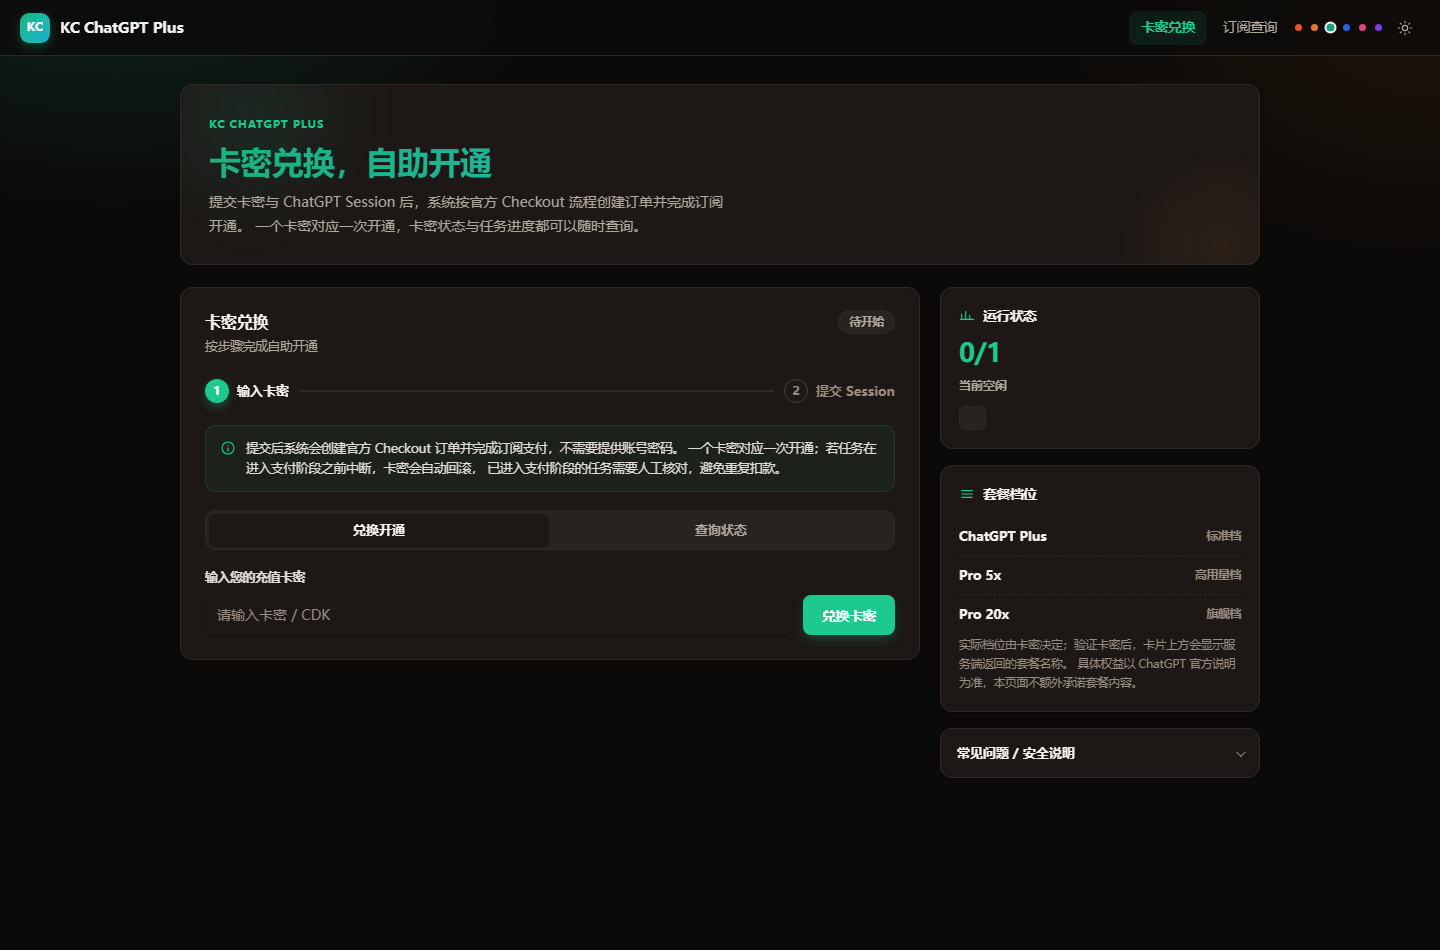 KC
KC ChatGPT Plus
卡密兑换
订阅查询
KC CHATGPT PLUS
卡密兑换，自助开通
提交卡密与 ChatGPT Session 后，系统按官方 Checkout 流程创建订单并完成订阅
开通。 一个卡密对应一次开通，卡密状态与任务进度都可以随时查询。
卡密兑换
待开始
按步骤完成自助开通
1 输入卡密
2 提交 Session
提交后系统会创建官方 Checkout 订单并完成订阅支付，不需要提供账号密码。 一个卡密对应一次开通；若任务在
进入支付阶段之前中断，卡密会自动回滚， 已进入支付阶段的任务需要人工核对，避免重复扣款。
兑换开通
查询状态
输入您的充值卡密
请输入卡密 / CDK
兑换卡密
运行状态
0/1
当前空闲
套餐档位
ChatGPT Plus 标准档
Pro 5x 高用量档
Pro 20x 旗舰档
实际档位由卡密决定；验证卡密后，卡片上方会显示服
务端返回的套餐名称。 具体权益以 ChatGPT 官方说明
为准，本页面不额外承诺套餐内容。
常见问题 / 安全说明